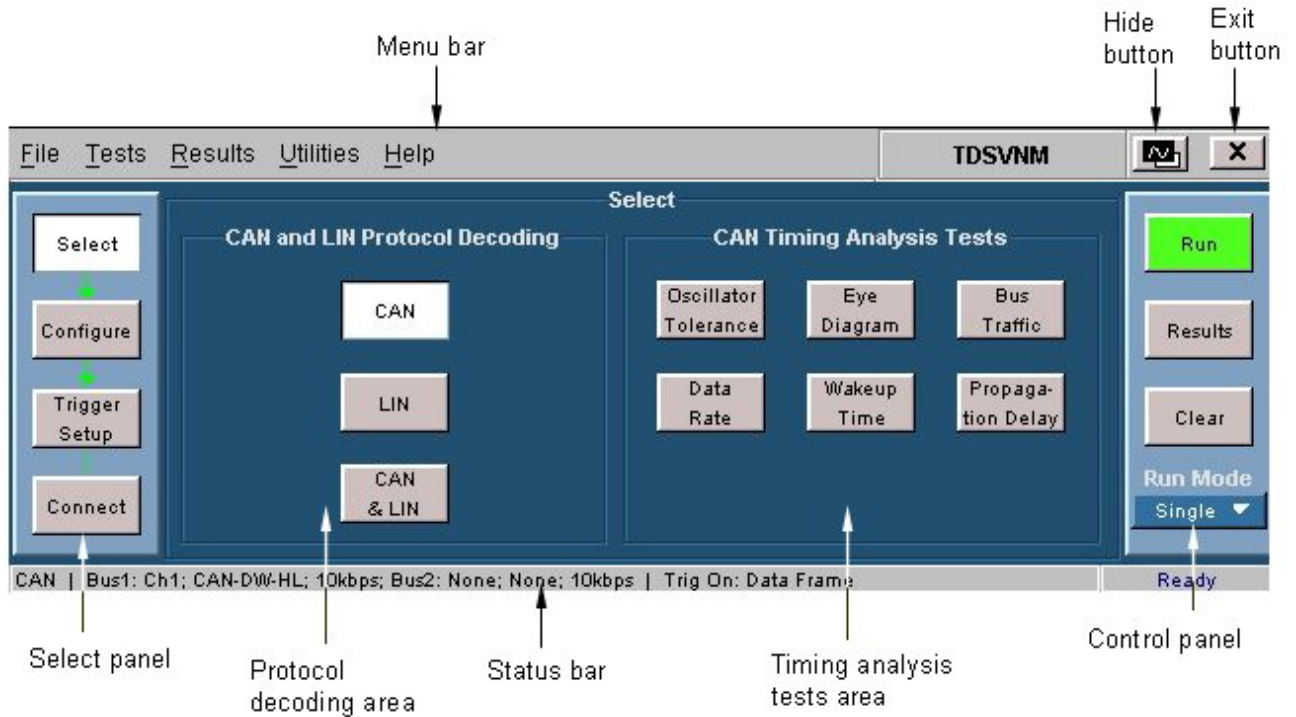 Menu bar
Hide
button
Exit
button
File Tests Results Utilities Help
TDSVNM
Select
Select
Configure
Trigger
Setup
Connect
CAN and LIN Protocol Decoding
CAN
LIN
CAN
& LIN
CAN Timing Analysis Tests
Oscillator
Tolerance
Eye
Diagram
Bus
Traffic
Data
Rate
Wakeup
Time
Propaga-
tion Delay
Run
Results
Clear
Run Mode
Single
CAN | Bus1: Ch1; CAN-DW-HL; 10kbps; Bus2: None; None; 10kbps | Trig On: Data Frame
Ready
Select panel
Protocol
decoding area
Status bar
Timing analysis
tests area
Control panel